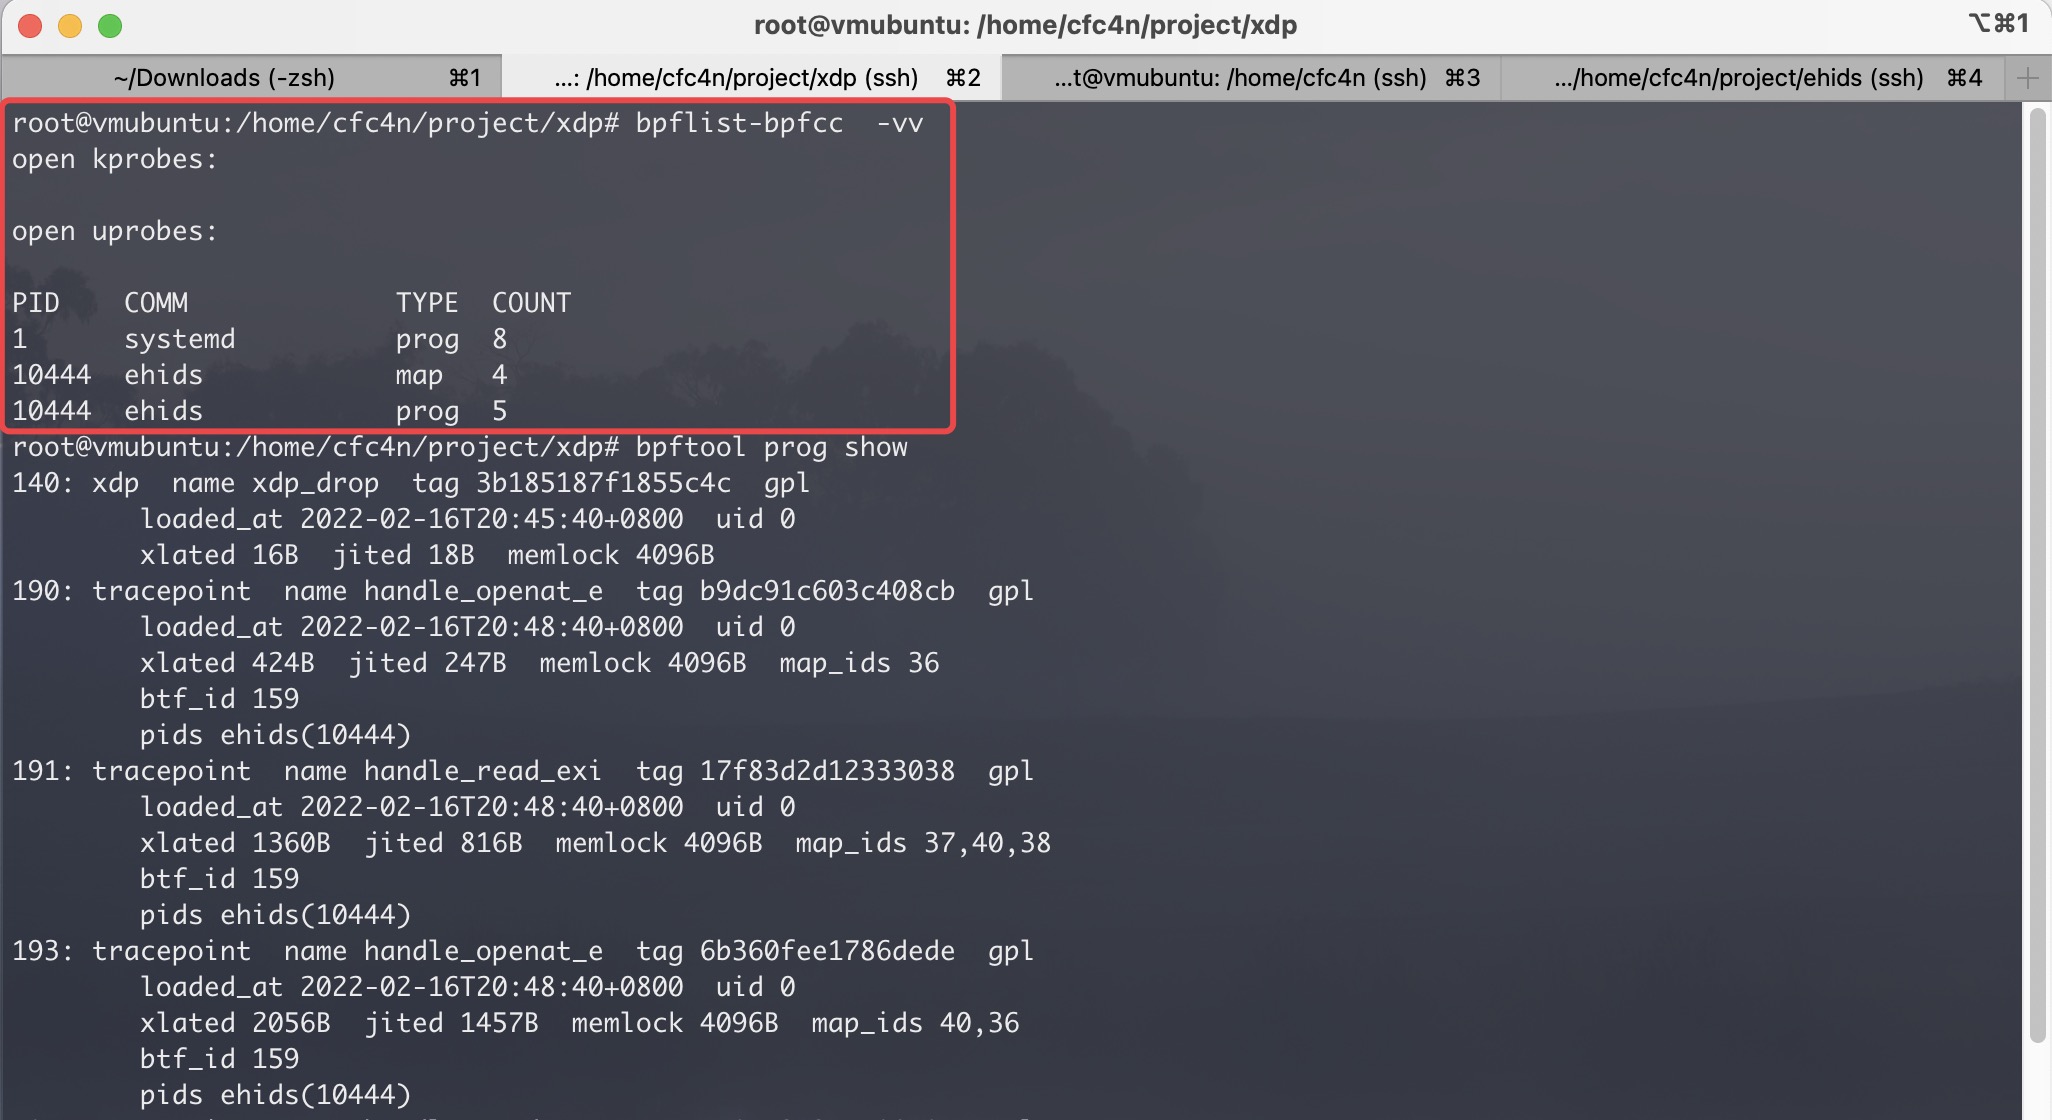 root@vmubuntu: /home/cfc4n/project/xdp
⌥⌘1
~/Downloads (-zsh) ⌘1
...: /home/cfc4n/project/xdp (ssh) ⌘2
...t@vmubuntu: /home/cfc4n (ssh) ⌘3
.../home/cfc4n/project/ehids (ssh) ⌘4
root@vmubuntu:/home/cfc4n/project/xdp# bpflist-bpfcc  -vv
open kprobes:
open uprobes:
PID    COMM             TYPE  COUNT
1      systemd          prog  8
10444  ehids            map   4
10444  ehids            prog  5
root@vmubuntu:/home/cfc4n/project/xdp# bpftool prog show
140: xdp  name xdp_drop  tag 3b185187f1855c4c  gpl
        loaded_at 2022-02-16T20:45:40+0800  uid 0
        xlated 16B  jited 18B  memlock 4096B
190: tracepoint  name handle_openat_e  tag b9dc91c603c408cb  gpl
        loaded_at 2022-02-16T20:48:40+0800  uid 0
        xlated 424B  jited 247B  memlock 4096B  map_ids 36
        btf_id 159
        pids ehids(10444)
191: tracepoint  name handle_read_exi  tag 17f83d2d12333038  gpl
        loaded_at 2022-02-16T20:48:40+0800  uid 0
        xlated 1360B  jited 816B  memlock 4096B  map_ids 37,40,38
        btf_id 159
        pids ehids(10444)
193: tracepoint  name handle_openat_e  tag 6b360fee1786dede  gpl
        loaded_at 2022-02-16T20:48:40+0800  uid 0
        xlated 2056B  jited 1457B  memlock 4096B  map_ids 40,36
        btf_id 159
        pids ehids(10444)